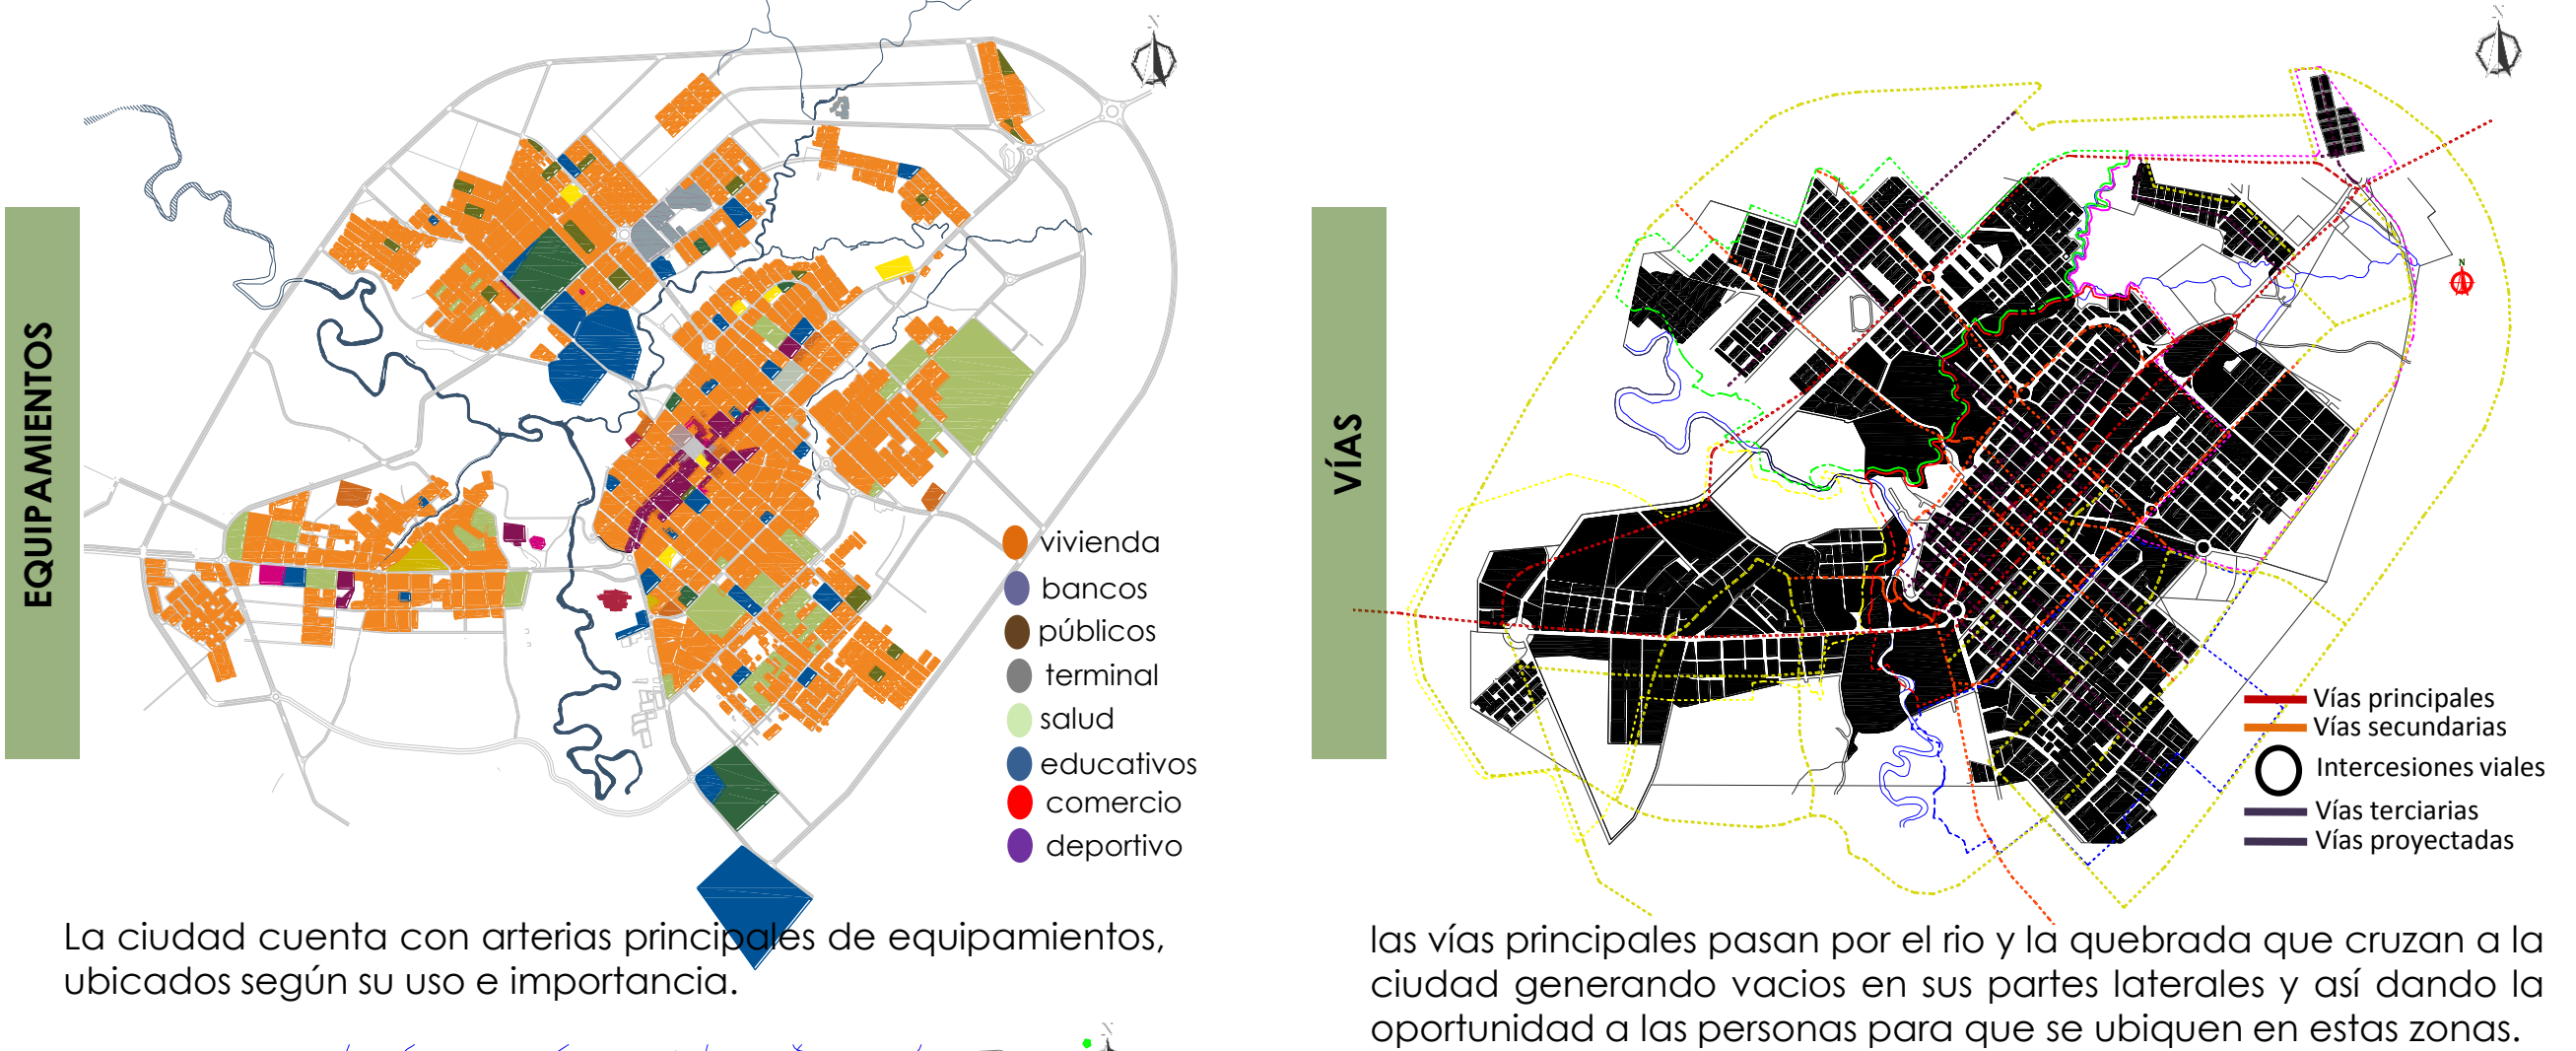 EQUIPAMIENTOS
N
vivienda
bancos
públicos
terminal
salud
educativos
comercio
deportivo
La ciudad cuenta con arterias principales de equipamientos,
ubicados según su uso e importancia.
VÍAS
N
N
Vías principales
Vías secundarias
Intercesiones viales
Vías terciarias
Vías proyectadas
las vías principales pasan por el rio y la quebrada que cruzan a la
ciudad generando vacios en sus partes laterales y así dando la
oportunidad a las personas para que se ubiquen en estas zonas.
N